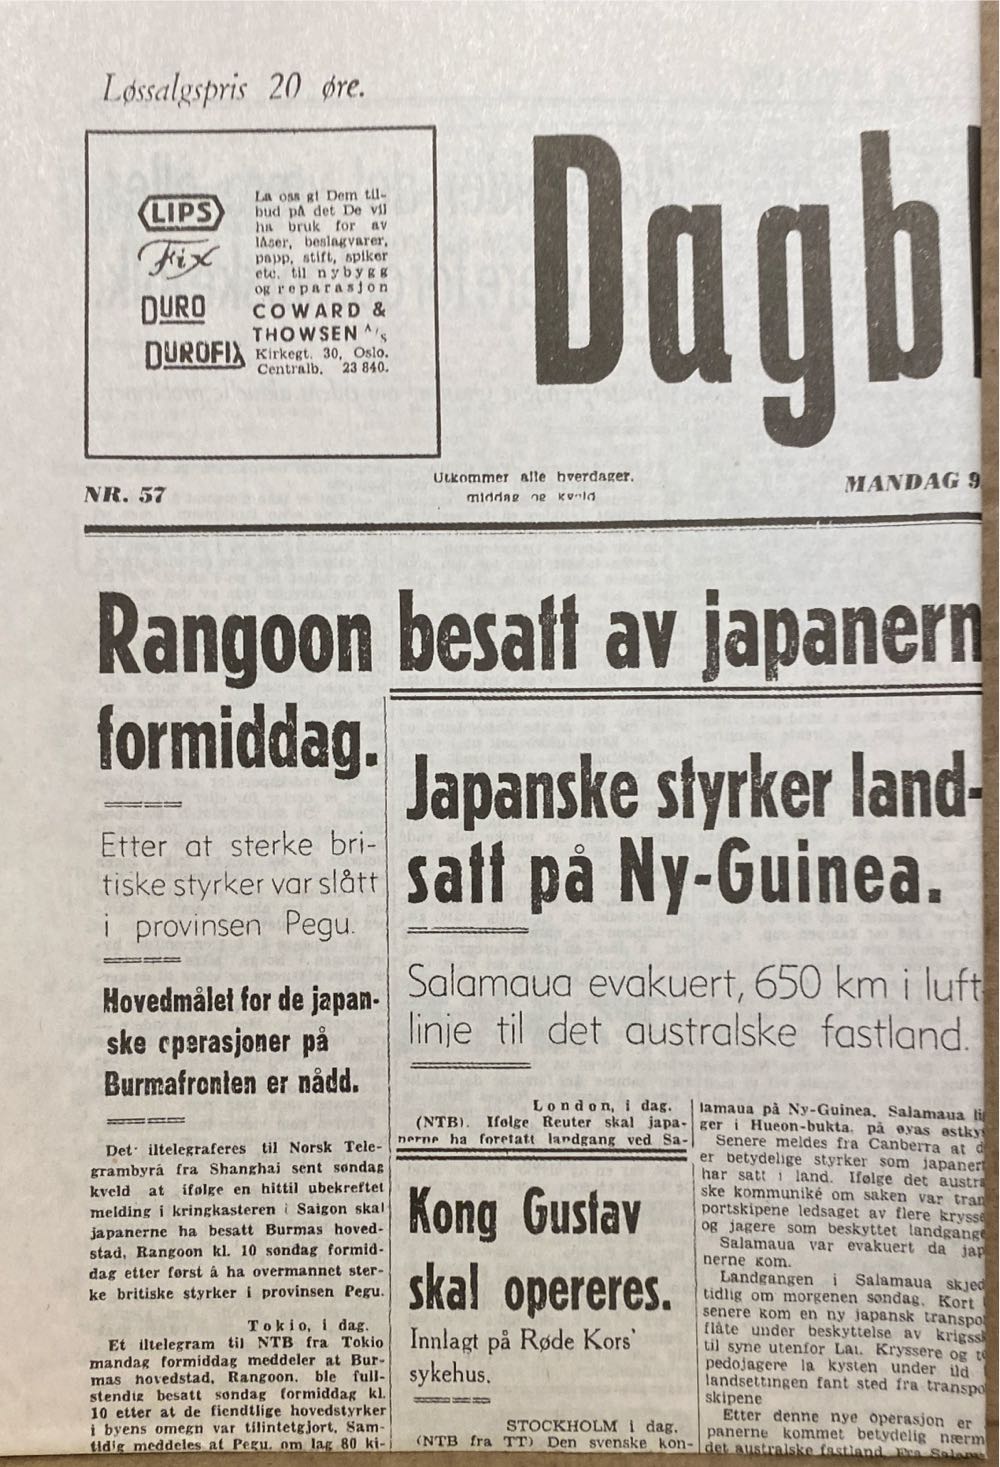 Løssalgspris 20 øre.
LIPS
Fix
DURO
DUROFIX
La oss gi Dem til-
bud på det De vil
ha bruk for av
låser, beslagvarer,
papp, stift, spiker
etc. til nybygg
og reparasjon
COWARD &
THOWSEN A/S
Kirkegt. 30, Oslo.
Centralb. 23 840.
Dagb
NR. 57
Utkommer alle hverdager.
middag og kveld
MANDAG 9
Rangoon besatt av japanern
formiddag.
Etter at sterke bri-
tiske styrker var slått
i provinsen Pegu.
Hovedmålet for de japan-
ske operasjoner på
Burmafronten er nådd.
Det iltelegraferes til Norsk Tele-
grambyrå fra Shanghai sent søndag
kveld at ifølge en hittil ubekreftet
melding i kringkasteren i Saigon skal
japanerne ha besatt Burmas hoved-
stad, Rangoon kl. 10 søndag formid-
dag etter først å ha overmannet ster-
ke britiske styrker i provinsen Pegu.
Tokio, i dag.
Et iltelegram til NTB fra Tokio
mandag formiddag meddeler at Bur-
mas hovedstad, Rangoon, ble full-
stendig besatt søndag formiddag kl.
10 etter at de fiendtlige hovedstyrker
i byens omegn var tilintetgjort. Sam-
tidig meddeles at Pegu, om lag 80 ki-
Japanske styrker land-
satt på Ny-Guinea.
Salamaua evakuert, 650 km i luft-
linje til det australske fastland.
London, i dag.
(NTB). Ifølge Reuter skal japa-
nerne ha foretatt landgang ved Sa-
Kong Gustav
skal opereres.
Innlagt på Røde Kors'
sykehus.
STOCKHOLM i dag.
(NTB fra TT) Den svenske kon-
lamaua på Ny-Guinea. Salamaua li
ger i Hueon-bukta, på øyas østky
Senere meldes fra Canberra at d
er betydelige styrker som japaner
har satt i land. Ifølge det austra
ske kommuniké om saken var tran
portskipene ledsaget av flere krysse
og jagere som beskyttet landgange
Salamaua var evakuert da jap
nerne kom.
Landgangen i Salamaua skjed
tidlig om morgenen søndag. Kort
senere kom en ny japansk transpo
flåte under beskyttelse av krigssk
til syne utenfor Lai. Kryssere og to
pedojagere la kysten under ild
landsettingen fant sted fra transpo
skipene
Etter denne nye operasjon er
panerne kommet betydelig nærm
det australske fastland. Fra Salama